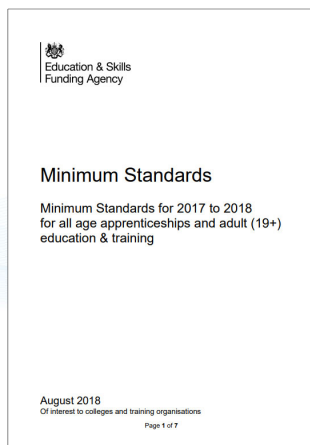 Education & Skills
Funding Agency
Minimum Standards
Minimum Standards for 2017 to 2018
for all age apprenticeships and adult (19+)
education & training
August 2018
Of interest to colleges and training organisations
Page 1 of 7